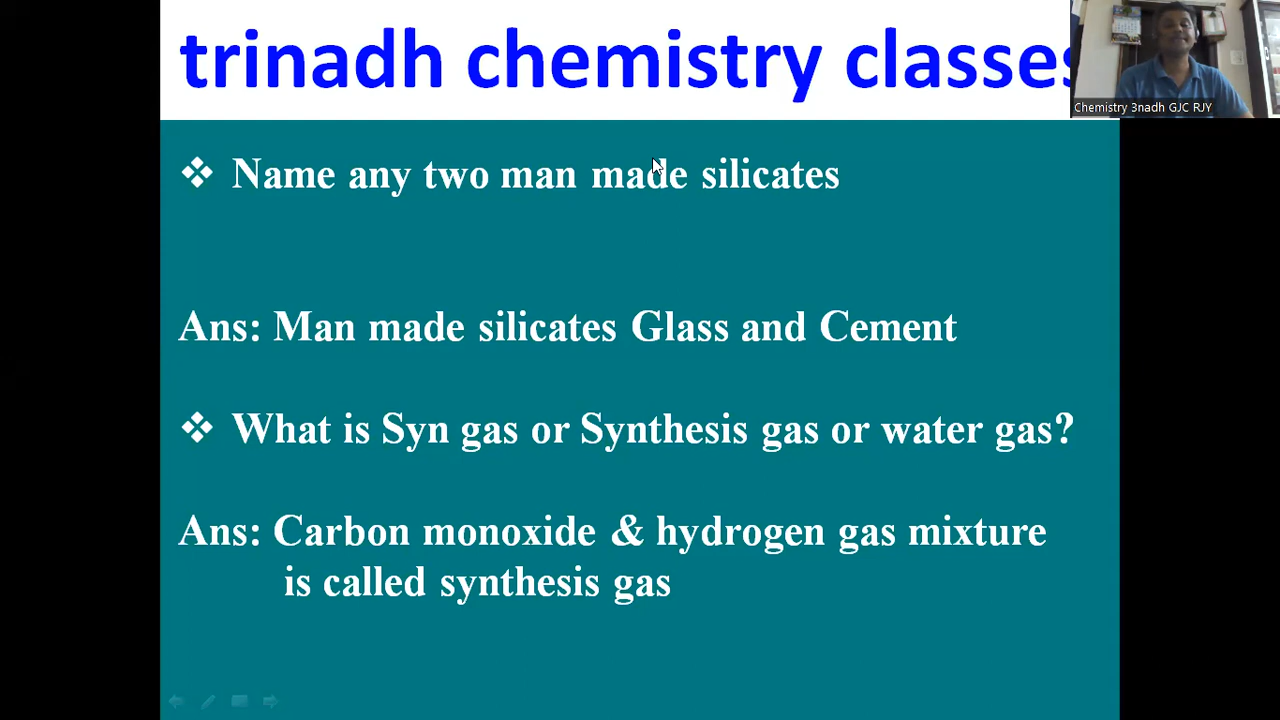 trinadh chemistry classes
Chemistry 3nadh GJC RJY
❖ Name any two man made silicates
Ans: Man made silicates Glass and Cement
❖ What is Syn gas or Synthesis gas or water gas?
Ans: Carbon monoxide & hydrogen gas mixture
is called synthesis gas